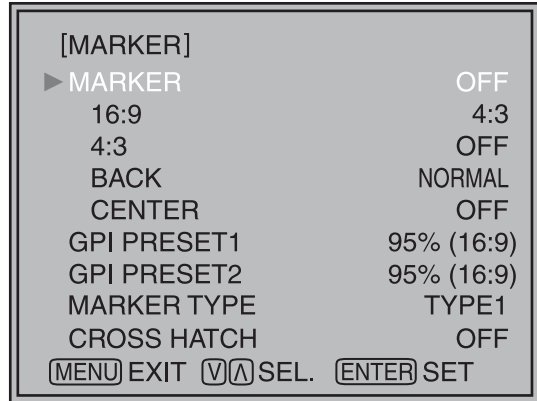 [MARKER]
▶MARKER OFF
16:9 4:3
4:3 OFF
BACK NORMAL
CENTER OFF
GPI PRESET1 95% (16:9)
GPI PRESET2 95% (16:9)
MARKER TYPE TYPE1
CROSS HATCH OFF
MENU EXIT V Λ SEL. ENTER SET